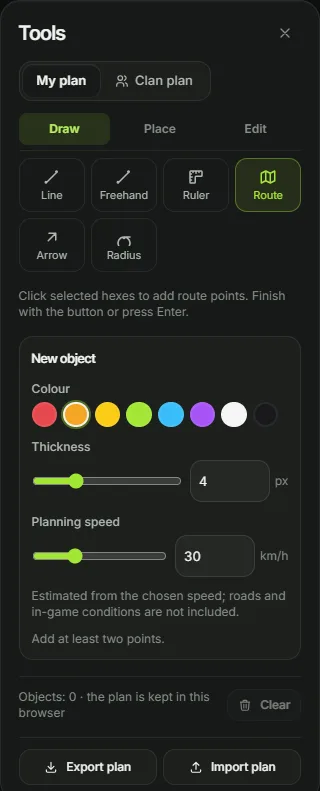 Tools
My plan
Clan plan
Draw
Place
Edit
Line
Freehand
Ruler
Route
Arrow
Radius
Click selected hexes to add route points. Finish
with the button or press Enter.
New object
Colour
Thickness
4
px
Planning speed
30
km/h
Estimated from the chosen speed; roads and
in-game conditions are not included.
Add at least two points.
Objects: 0 · the plan is kept in this
browser
Clear
Export plan
Import plan